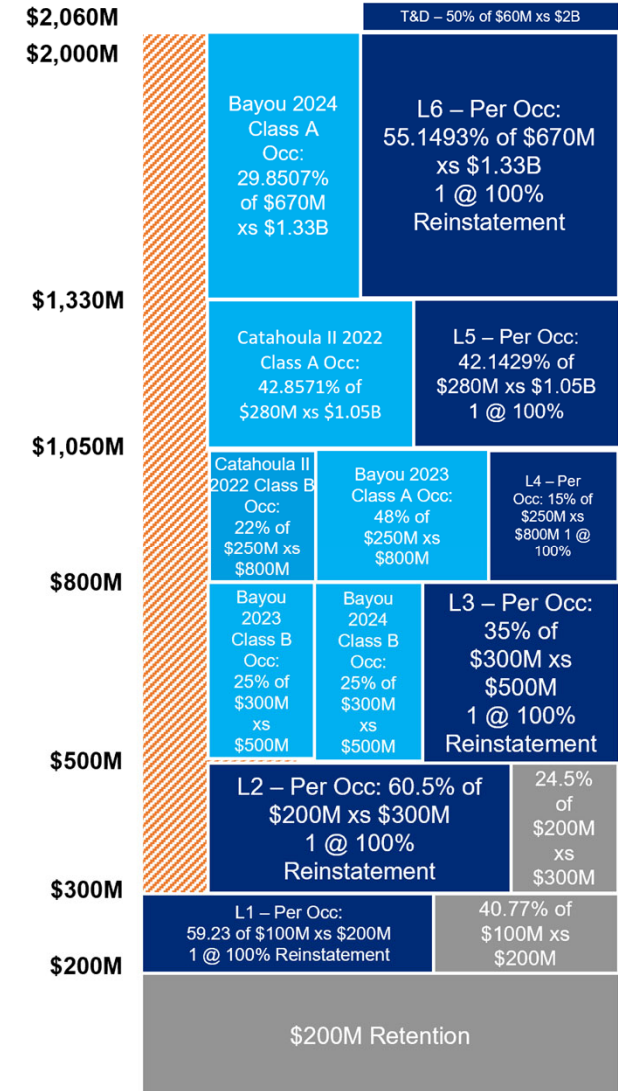 $2,060M
T&D – 50% of $60M xs $2B
$2,000M
Bayou 2024
Class A
Occ:
29.8507%
of $670M
xs $1.33B
L6 – Per Occ:
55.1493% of $670M
xs $1.33B
1 @ 100%
Reinstatement
$1,330M
Catahoula II 2022
Class A Occ:
42.8571% of
$280M xs $1.05B
L5 – Per Occ:
42.1429% of
$280M xs $1.05B
1 @ 100%
$1,050M
Catahoula II
2022 Class B
Occ:
22% of
$250M xs
$800M
Bayou 2023
Class A Occ:
48% of
$250M xs
$800M
L4 – Per
Occ: 15% of
$250M xs
$800M 1 @
100%
$800M
Bayou
2023
Class B
Occ:
25% of
$300M
xs
$500M
Bayou
2024
Class B
Occ:
25% of
$300M
xs
$500M
L3 – Per Occ:
35% of
$300M xs
$500M
1 @ 100%
Reinstatement
$500M
L2 – Per Occ: 60.5% of
$200M xs $300M
1 @ 100%
Reinstatement
24.5%
of
$200M
xs
$300M
$300M
L1 – Per Occ:
59.23 of $100M xs $200M
1 @ 100% Reinstatement
40.77% of
$100M xs
$200M
$200M
$200M Retention